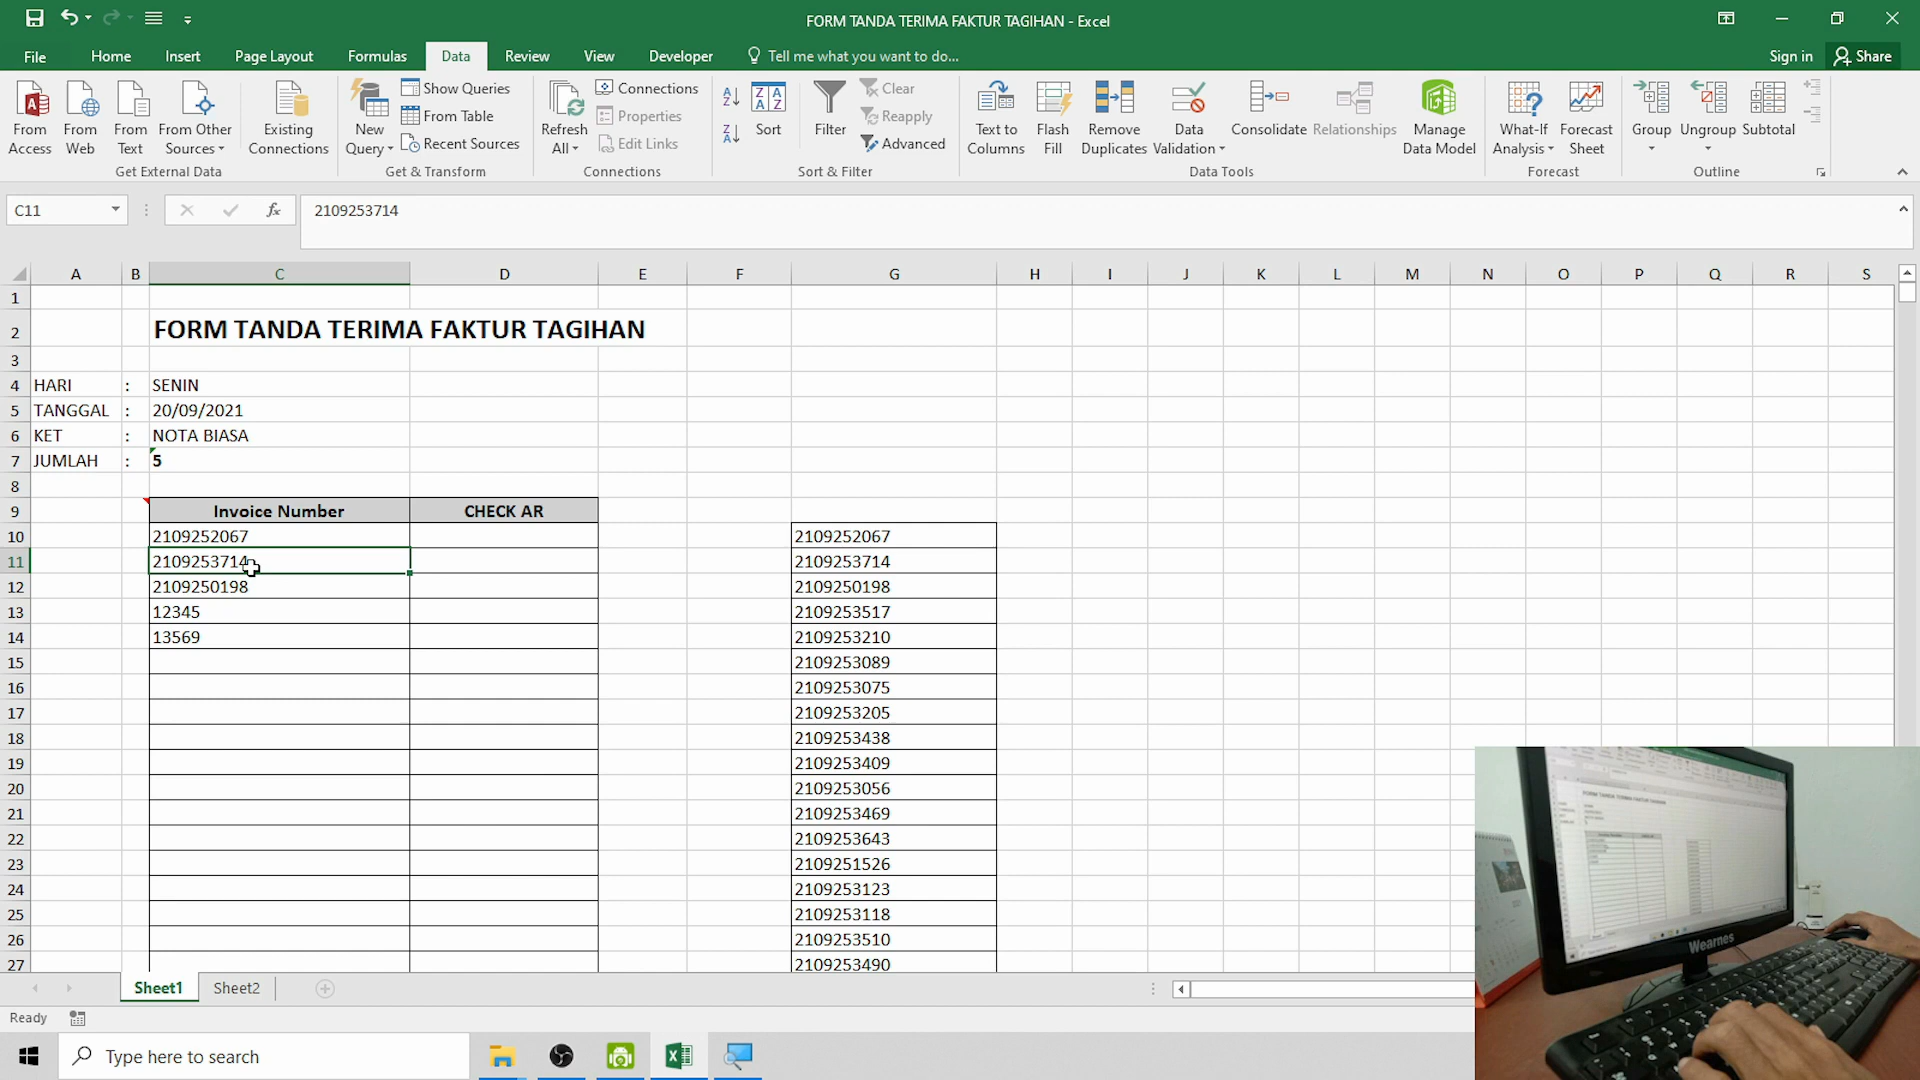 FORM TANDA TERIMA FAKTUR TAGIHAN - Excel
File Home Insert Page Layout Formulas Data Review View Developer Tell me what you want to do... Sign in Share
From Access
From Web
From Text
From Other Sources
Existing Connections
Get External Data
New Query
Show Queries
From Table
Recent Sources
Get & Transform
Refresh All
Connections
Properties
Edit Links
Connections
Sort
Filter
Clear
Reapply
Advanced
Sort & Filter
Text to Columns
Flash Fill
Remove Duplicates
Data Validation
Consolidate
Relationships
Manage Data Model
Data Tools
What-If Analysis
Forecast Sheet
Forecast
Group
Ungroup
Subtotal
Outline
C11 fx 2109253714
A B C D E F G H I J K L M N O P Q R S
1
2 FORM TANDA TERIMA FAKTUR TAGIHAN
3
4 HARI : SENIN
5 TANGGAL : 20/09/2021
6 KET : NOTA BIASA
7 JUMLAH : 5
8
9 Invoice Number CHECK AR
10 2109252067 2109252067
11 2109253714 2109253714
12 2109250198 2109250198
13 12345 2109253517
14 13569 2109253210
15 2109253089
16 2109253075
17 2109253205
18 2109253438
19 2109253409
20 2109253056
21 2109253469
22 2109253643
23 2109251526
24 2109253123
25 2109253118
26 2109253510
27 2109253490
Sheet1 Sheet2
Ready
Type here to search
Wearnes